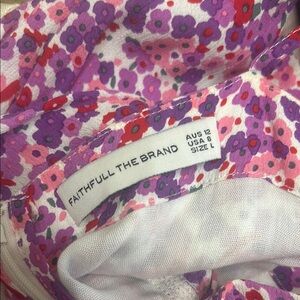 FAITHFULL THE BRAND
AUS 12
USA 8
SIZE L